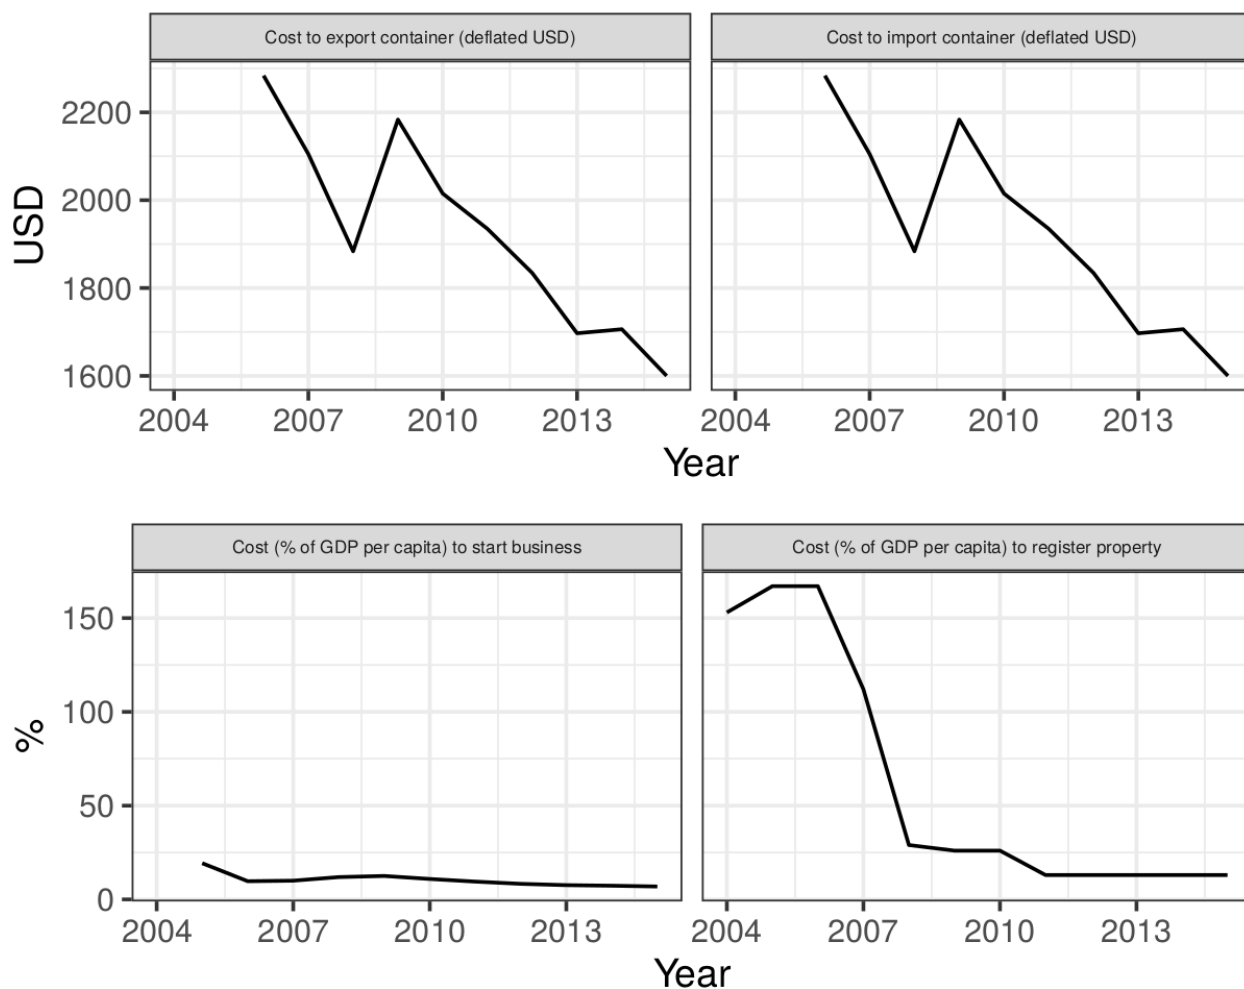 Cost to export container (deflated USD)
Cost to import container (deflated USD)
USD
2200
2000
1800
1600
2004 2007 2010 2013
2004 2007 2010 2013
Year
Cost (% of GDP per capita) to start business
Cost (% of GDP per capita) to register property
%
150
100
50
0
2004 2007 2010 2013
2004 2007 2010 2013
Year